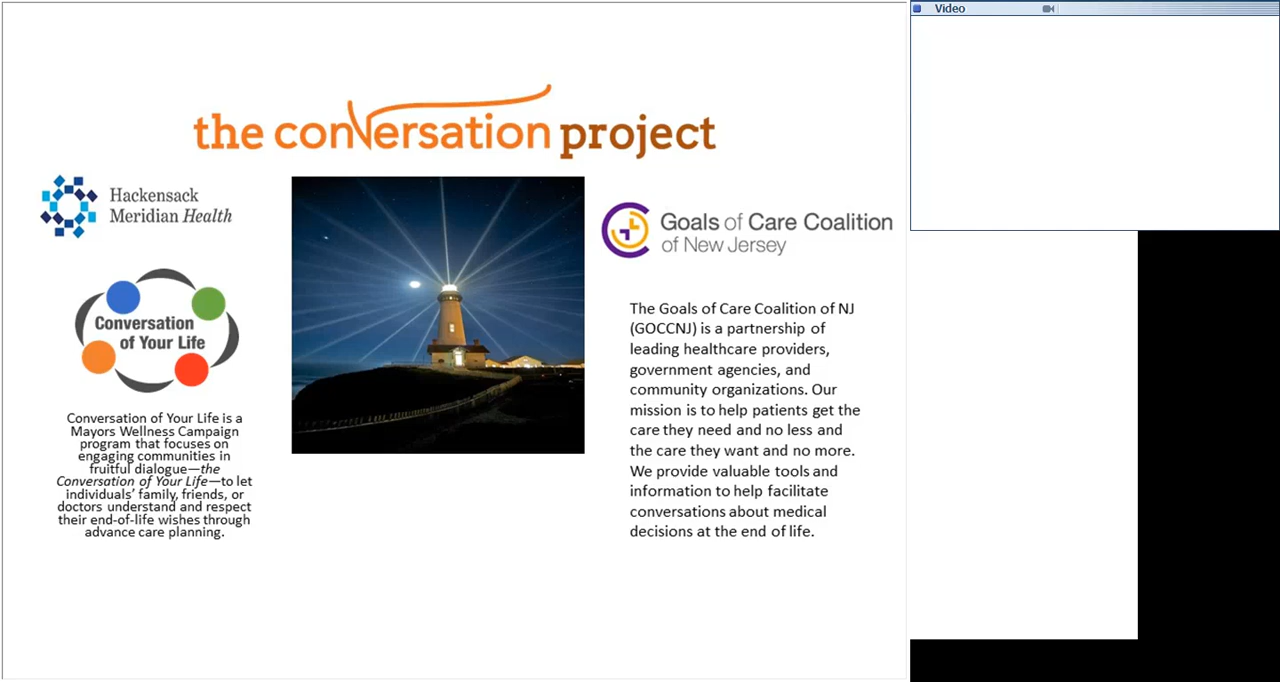 Video
the conversation project
Hackensack
Meridian Health
Goals of Care Coalition
of New Jersey
Conversation
of Your Life
Conversation of Your Life is a
Mayors Wellness Campaign
program that focuses on
engaging communities in
fruitful dialogue—the
Conversation of Your Life—to let
individuals' family, friends, or
doctors understand and respect
their end-of-life wishes through
advance care planning.
The Goals of Care Coalition of NJ
(GOCCNJ) is a partnership of
leading healthcare providers,
government agencies, and
community organizations. Our
mission is to help patients get the
care they need and no less and
the care they want and no more.
We provide valuable tools and
information to help facilitate
conversations about medical
decisions at the end of life.